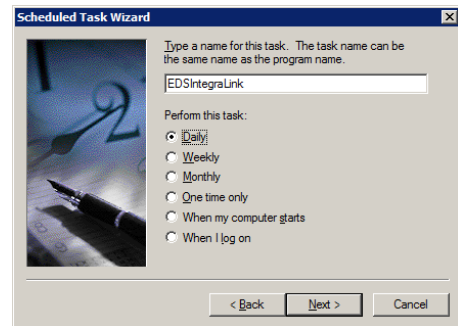 Scheduled Task Wizard
Type a name for this task. The task name can be
the same name as the program name.
EDSIntegraLink
Perform this task:
Daily
Weekly
Monthly
One time only
When my computer starts
When I log on
< Back Next > Cancel